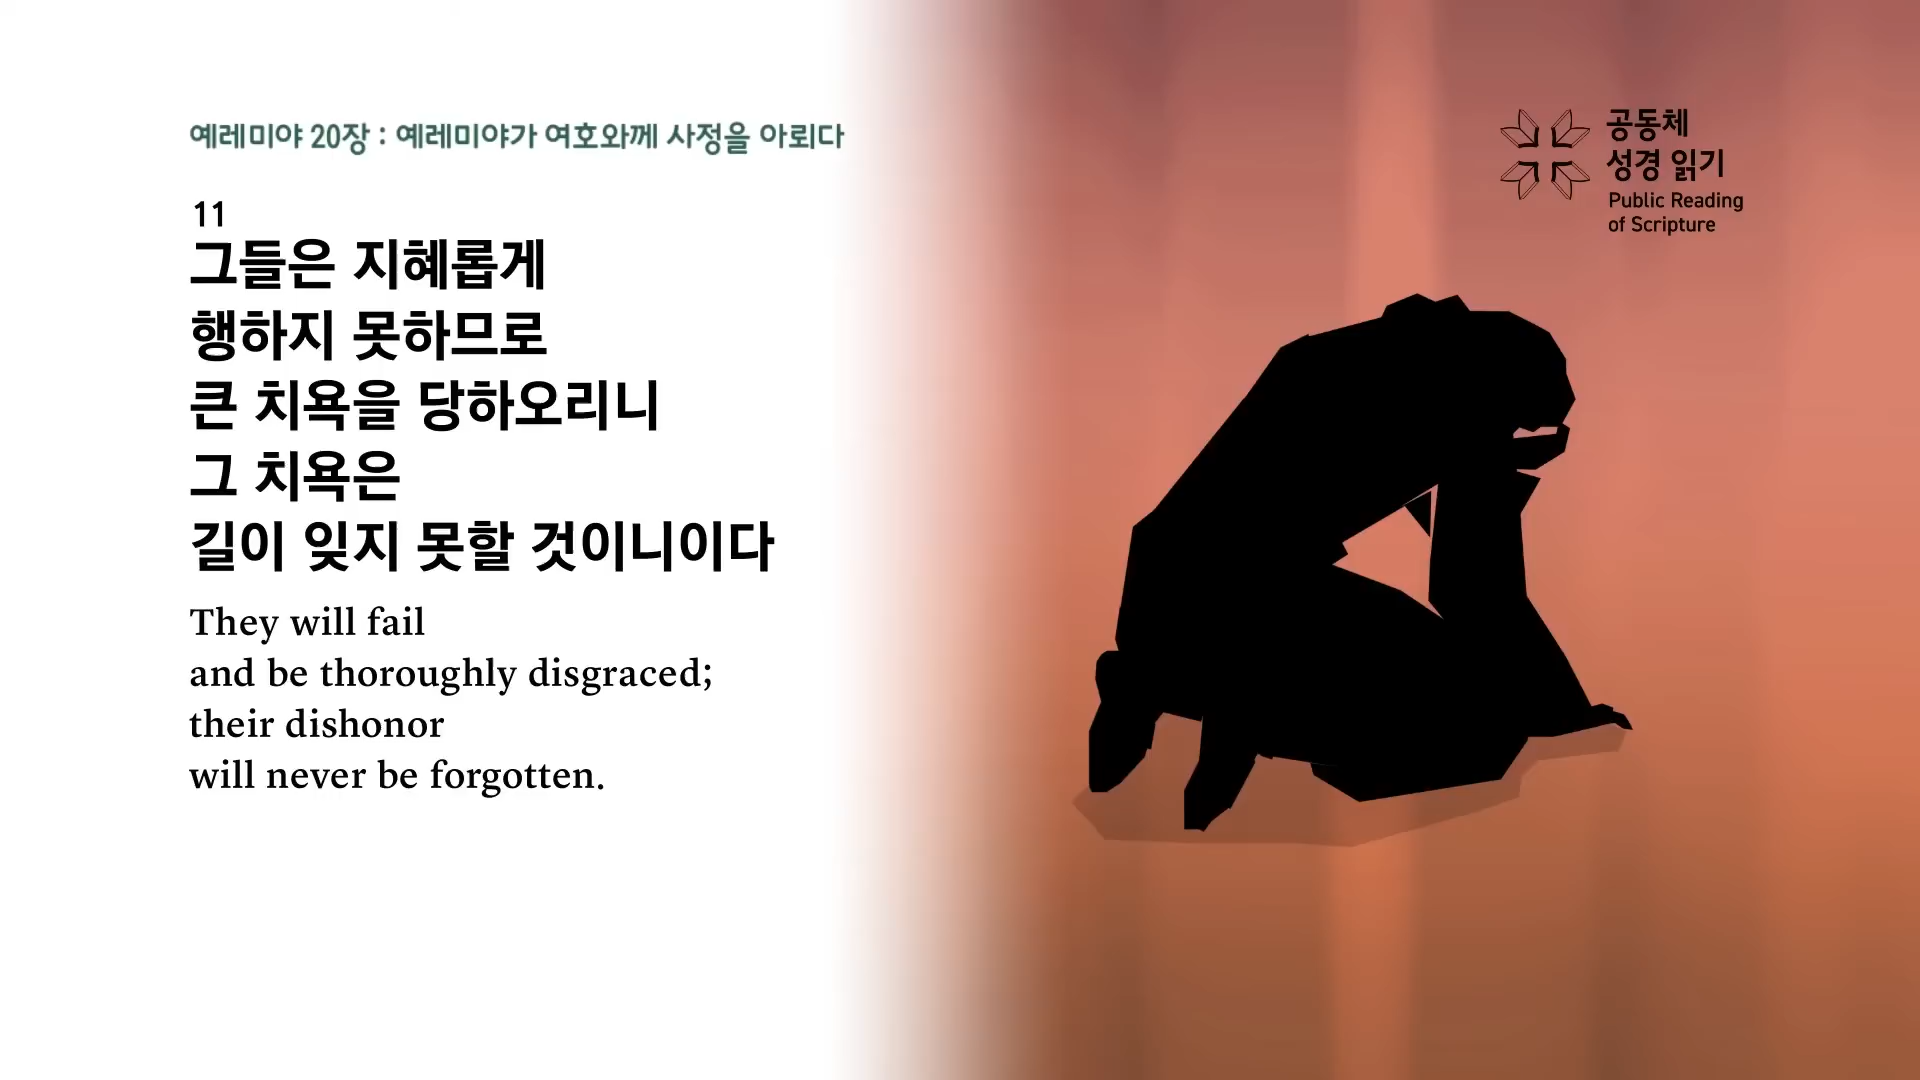 예레미야 20장 : 예레미야가 여호와께 사정을 아뢰다
11
그들은 지혜롭게
행하지 못하므로
큰 치욕을 당하오리니
그 치욕은
길이 잊지 못할 것이니이다
They will fail
and be thoroughly disgraced;
their dishonor
will never be forgotten.
공동체
성경 읽기
Public Reading
of Scripture